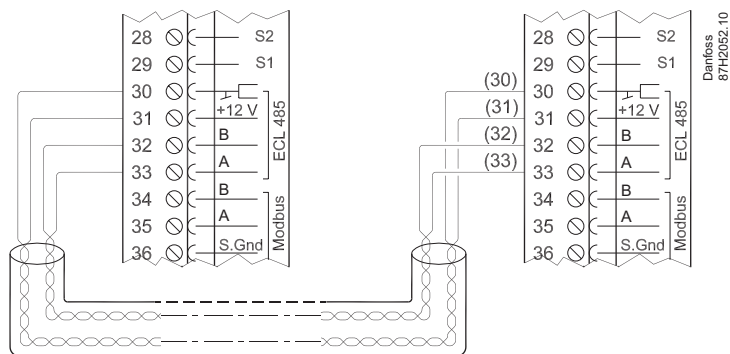 28 S2
29 S1
30
31 +12 V
32 B
33 A
ECL 485
34 B
35 A
36 S.Gnd
Modbus
28 S2
29 S1
(30) 30
(31) 31 +12 V
(32) 32 B
(33) 33 A
ECL 485
34 B
35 A
36 S.Gnd
Modbus
Danfoss
87H2052.10